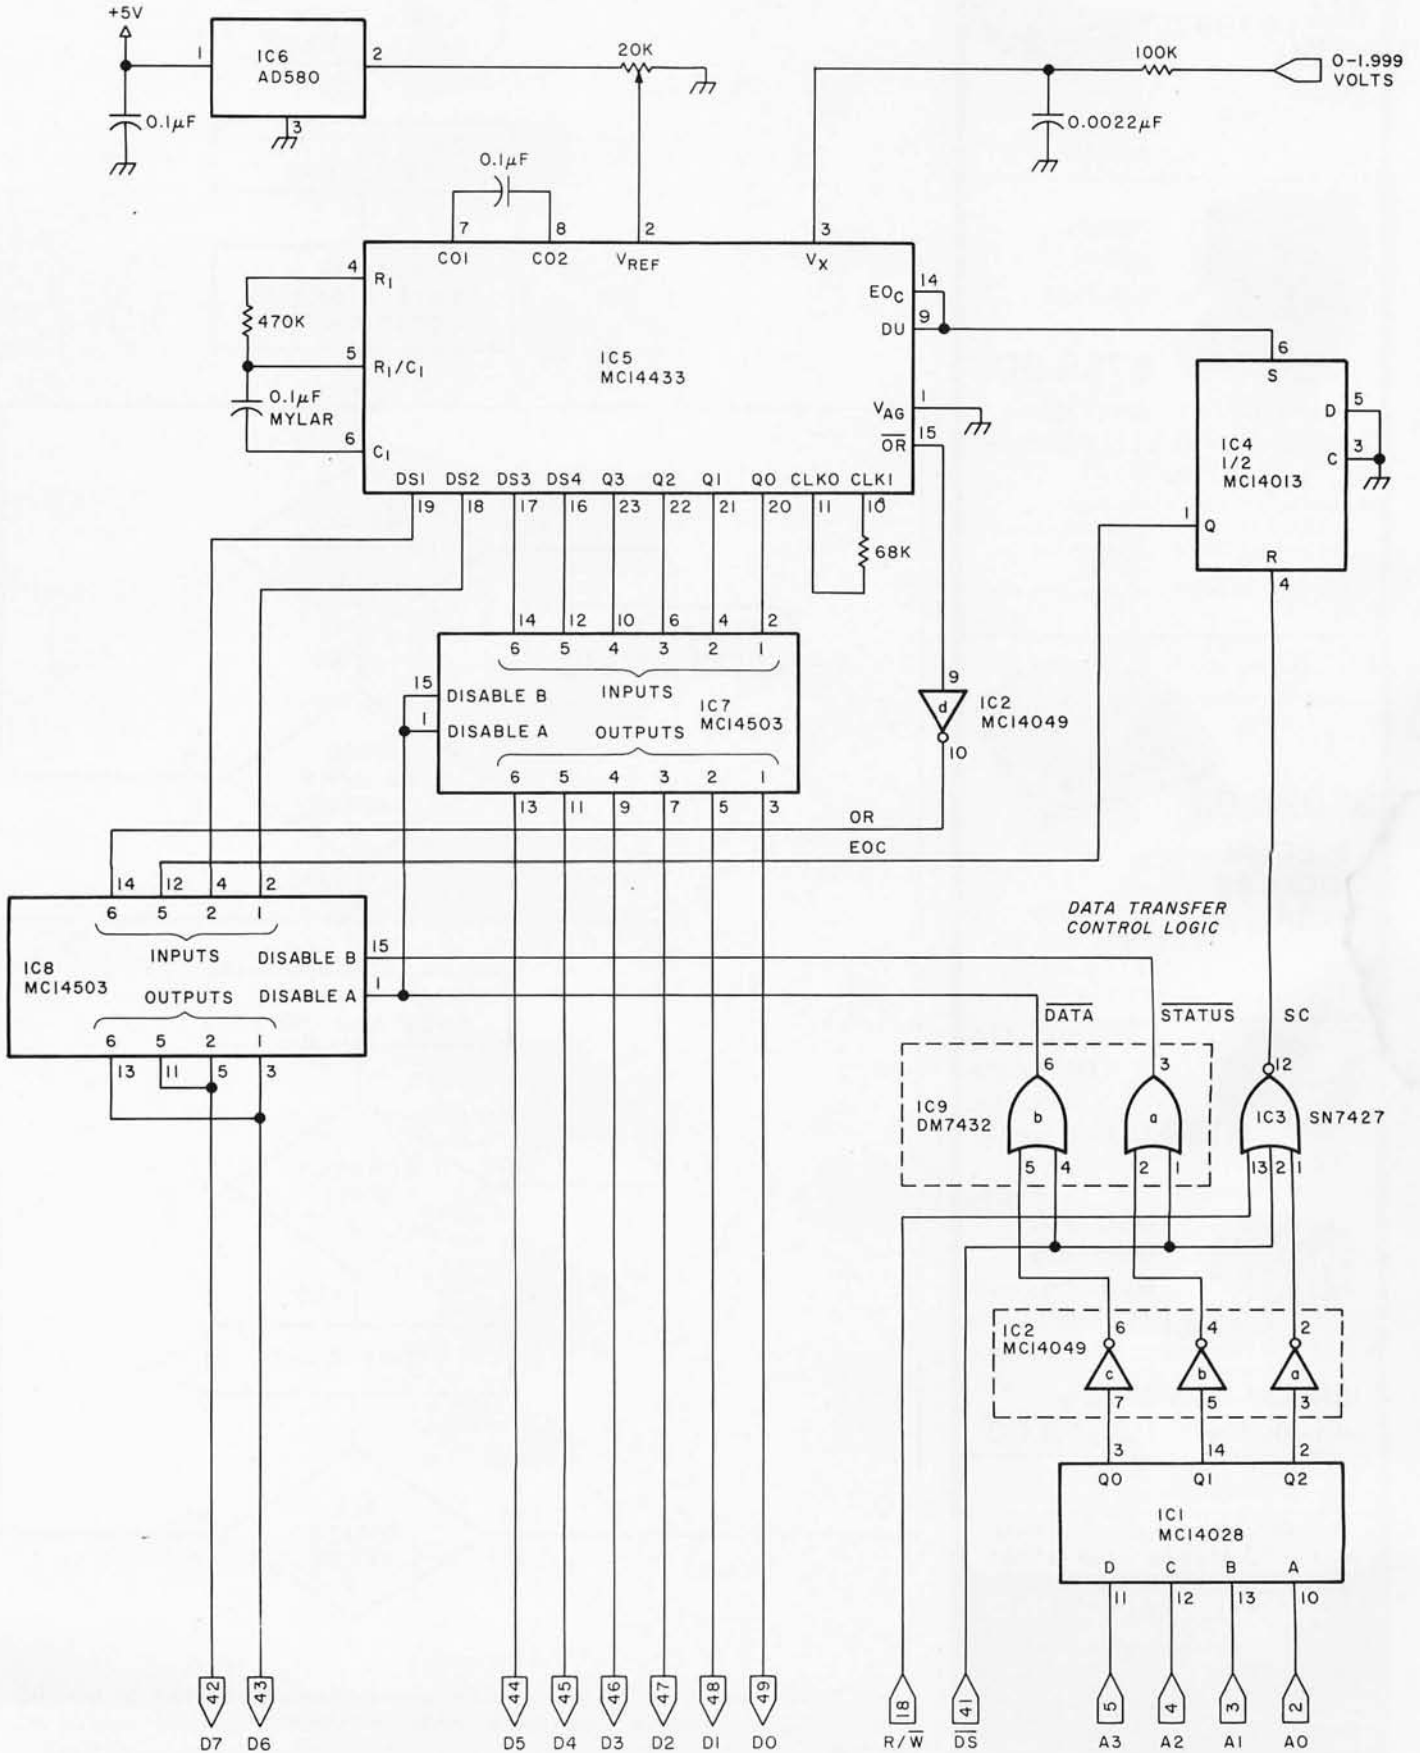 +5V
1
IC6
AD580
2
3
0.1µF
20K
100K
0-1.999
VOLTS
0.0022µF
0.1µF
7
8
2
3
CO1
CO2
VREF
VX
4
R1
470K
5
R1/C1
0.1µF
MYLAR
6
C1
IC5
MC14433
EOC
14
DU
9
VAG
1
OR
15
6
S
D
5
IC4
1/2
MC14013
C
3
1
Q
R
4
DS1
DS2
DS3
DS4
Q3
Q2
Q1
Q0
CLKO
CLKI
19
18
17
16
23
22
21
20
11
10
68K
14
12
10
6
4
2
6
5
4
3
2
1
INPUTS
15
DISABLE B
1
DISABLE A
IC7
MC14503
OUTPUTS
6
5
4
3
2
1
13
11
9
7
5
3
9
d
IC2
MC14049
10
OR
EOC
14
12
4
2
6
5
2
1
INPUTS
DISABLE B
15
IC8
MC14503
OUTPUTS
DISABLE A
1
6
5
2
1
13
11
5
3
DATA TRANSFER
CONTROL LOGIC
DATA
STATUS
SC
6
3
12
IC9
DM7432
b
a
IC3
SN7427
5
4
2
1
13
2
1
IC2
MC14049
6
4
2
c
b
a
7
5
3
3
14
2
Q0
Q1
Q2
IC1
MC14028
D
C
B
A
11
12
13
10
42
43
44
45
46
47
48
49
18
41
5
4
3
2
D7
D6
D5
D4
D3
D2
D1
D0
R/W
DS
A3
A2
A1
A0